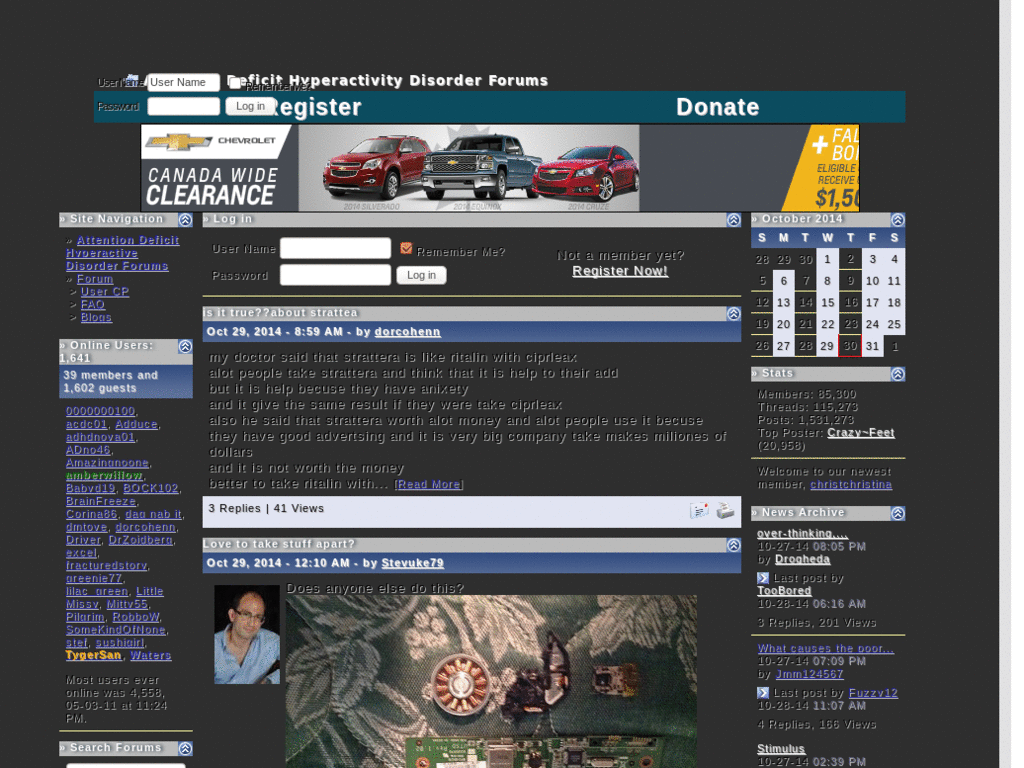 Deficit Hyperactivity Disorder Forums
User Name User Name Remember Me?
Password Log in
Register Donate
CHEVROLET
CANADA WIDE
CLEARANCE
2014 SILVERADO 2014 EQUINOX 2014 CRUZE
+ FAL
BO
ELIGIBLE
RECEIVE
$1,50
» Site Navigation
» Attention Deficit
Hyperactive
Disorder Forums
» Forum
> User CP
> FAQ
> Blogs
» Online Users:
1,641
39 members and
1,602 guests
0000000100,
acdc01, Adduce,
adhdnova01,
ADno46,
Amazingnoone,
amberwillow,
Babyd19, BOCK102,
BrainFreeze,
Corina86, dag nab it,
dmtove, dorcohenn,
Driver, DrZoidberg,
excel,
fracturedstory,
greenie77,
lilac_green, Little
Missy, Mitty55,
Pilgrim, RobboW,
SomeKindOfNone,
stef, sushigirl,
TygerSan, Waters
Most users ever
online was 4,558,
05-03-11 at 11:24
PM.
» Search Forums
» Log in
User Name Remember Me?
Password Log in
Not a member yet?
Register Now!
is it true??about strattea
Oct 29, 2014 - 8:59 AM - by dorcohenn
my doctor said that strattera is like ritalin with ciprleax
alot people take strattera and think that it is help to their add
but it is help becuse they have anixety
and it give the same result if they were take ciprleax
also he said that strattera worth alot money and alot people use it becuse
they have good advertsing and it is very big company take makes miliones of
dollars
and it is not worth the money
better to take ritalin with... [Read More]
3 Replies | 41 Views
Love to take stuff apart?
Oct 29, 2014 - 12:10 AM - by Stevuke79
Does anyone else do this?
» October 2014
S M T W T F S
28 29 30 1 2 3 4
5 6 7 8 9 10 11
12 13 14 15 16 17 18
19 20 21 22 23 24 25
26 27 28 29 30 31 1
» Stats
Members: 85,300
Threads: 115,273
Posts: 1,531,273
Top Poster: Crazy~Feet
(20,958)
Welcome to our newest
member, christchristina
» News Archive
over-thinking....
10-27-14 08:05 PM
by Drogheda
Last post by
TooBored
10-28-14 06:16 AM
3 Replies, 201 Views
What causes the poor...
10-27-14 07:09 PM
by Jmm124567
Last post by Fuzzy12
10-28-14 11:07 AM
4 Replies, 166 Views
Stimulus
10-27-14 02:39 PM